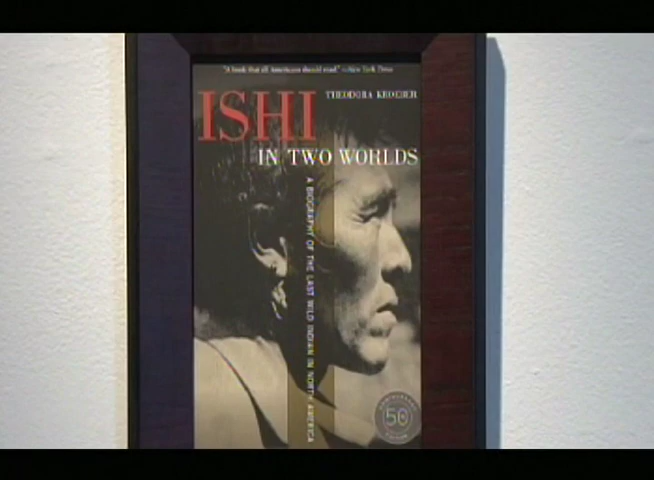 "A book that all Americans should read." —New York Times
ISHI
THEODORA KROEBER
IN TWO WORLDS
A BIOGRAPHY OF THE LAST WILD INDIAN IN NORTH AMERICA
50